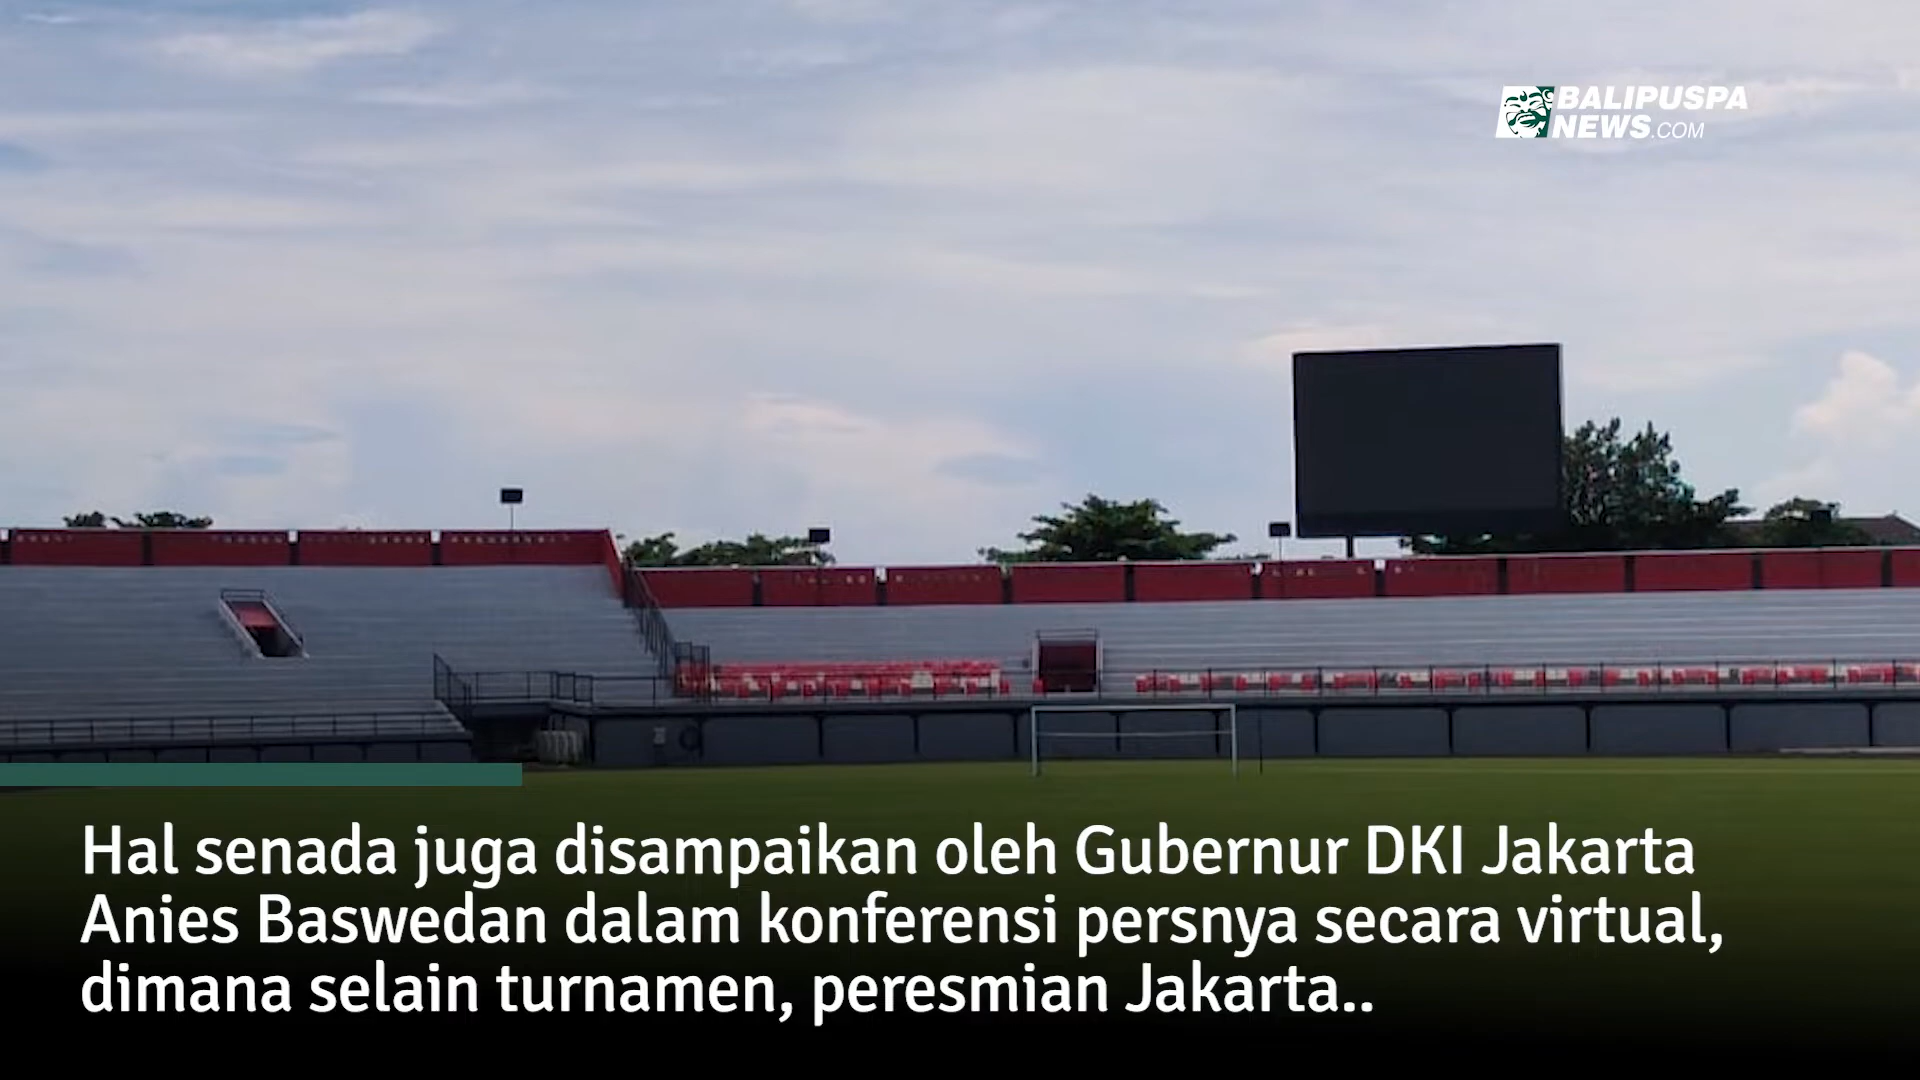 BALIPUSPA
NEWS.COM
Hal senada juga disampaikan oleh Gubernur DKI Jakarta
Anies Baswedan dalam konferensi persnya secara virtual,
dimana selain turnamen, peresmian Jakarta..